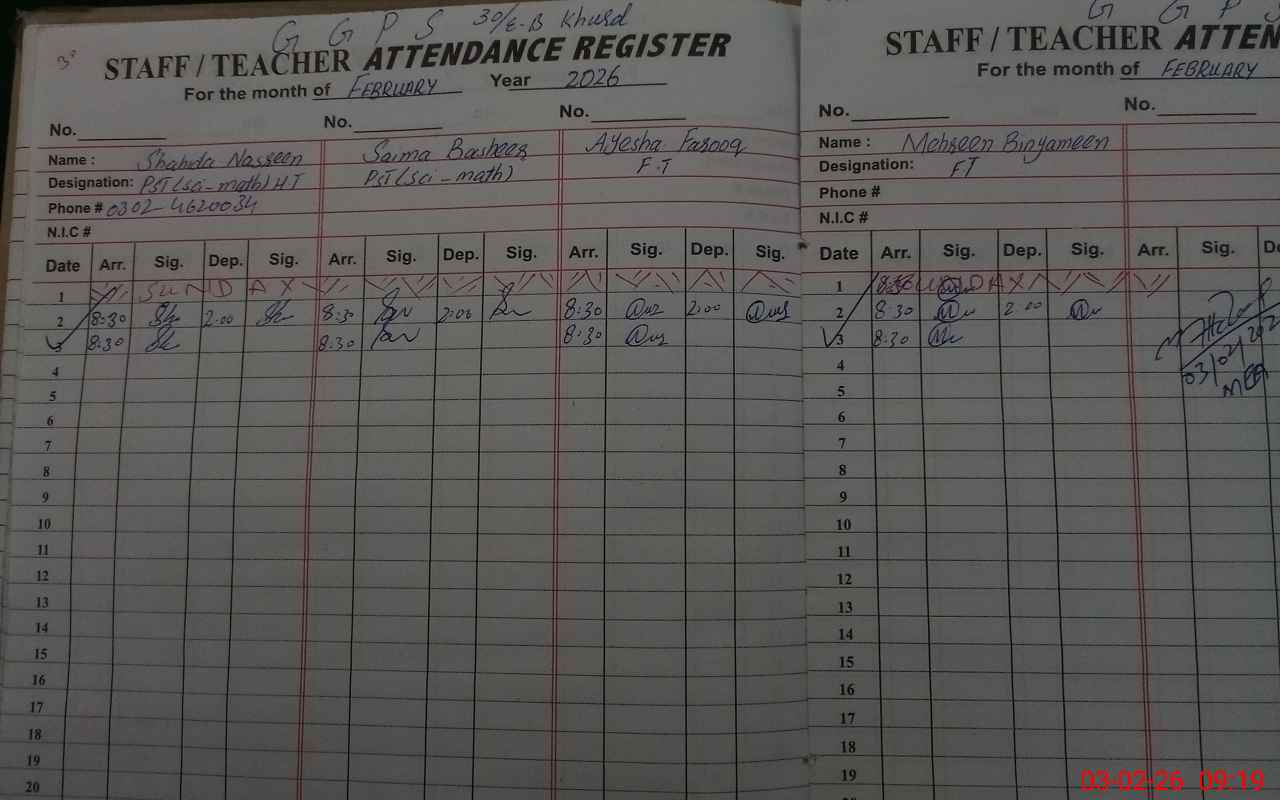 G G P S 30/E-B Khurd
STAFF / TEACHER ATTENDANCE REGISTER
For the month of FEBRUARY Year 2026
No. No. No.
Name : Shahida Nasreen Saima Basheer Ayesha Farooq
Designation: PST (sci-math) HT PST (sci-math) F.T
Phone # 0302-4620034
N.I.C #
Date Arr. Sig. Dep. Sig. Arr. Sig. Dep. Sig. Arr. Sig. Dep. Sig.
1 SUNDAY
2 8:30 2:00 8:30 2:00 8:30 2:00
3 8:30 8:30 8:30
4
5
6
7
8
9
10
11
12
13
14
15
16
17
18
19
20
G G P S
STAFF / TEACHER ATTEN
For the month of FEBRUARY
No. No.
Name : Mehreen Binyameen
Designation: FT
Phone #
N.I.C #
Date Arr. Sig. Dep. Sig. Arr. Sig.
1 SUNDAY
2 8:30 2:00
3 8:30
4
5
6
7
8
9
10
11
12
13
14
15
16
17
18
19
03/02/202
MEA
03-02-26 09:19